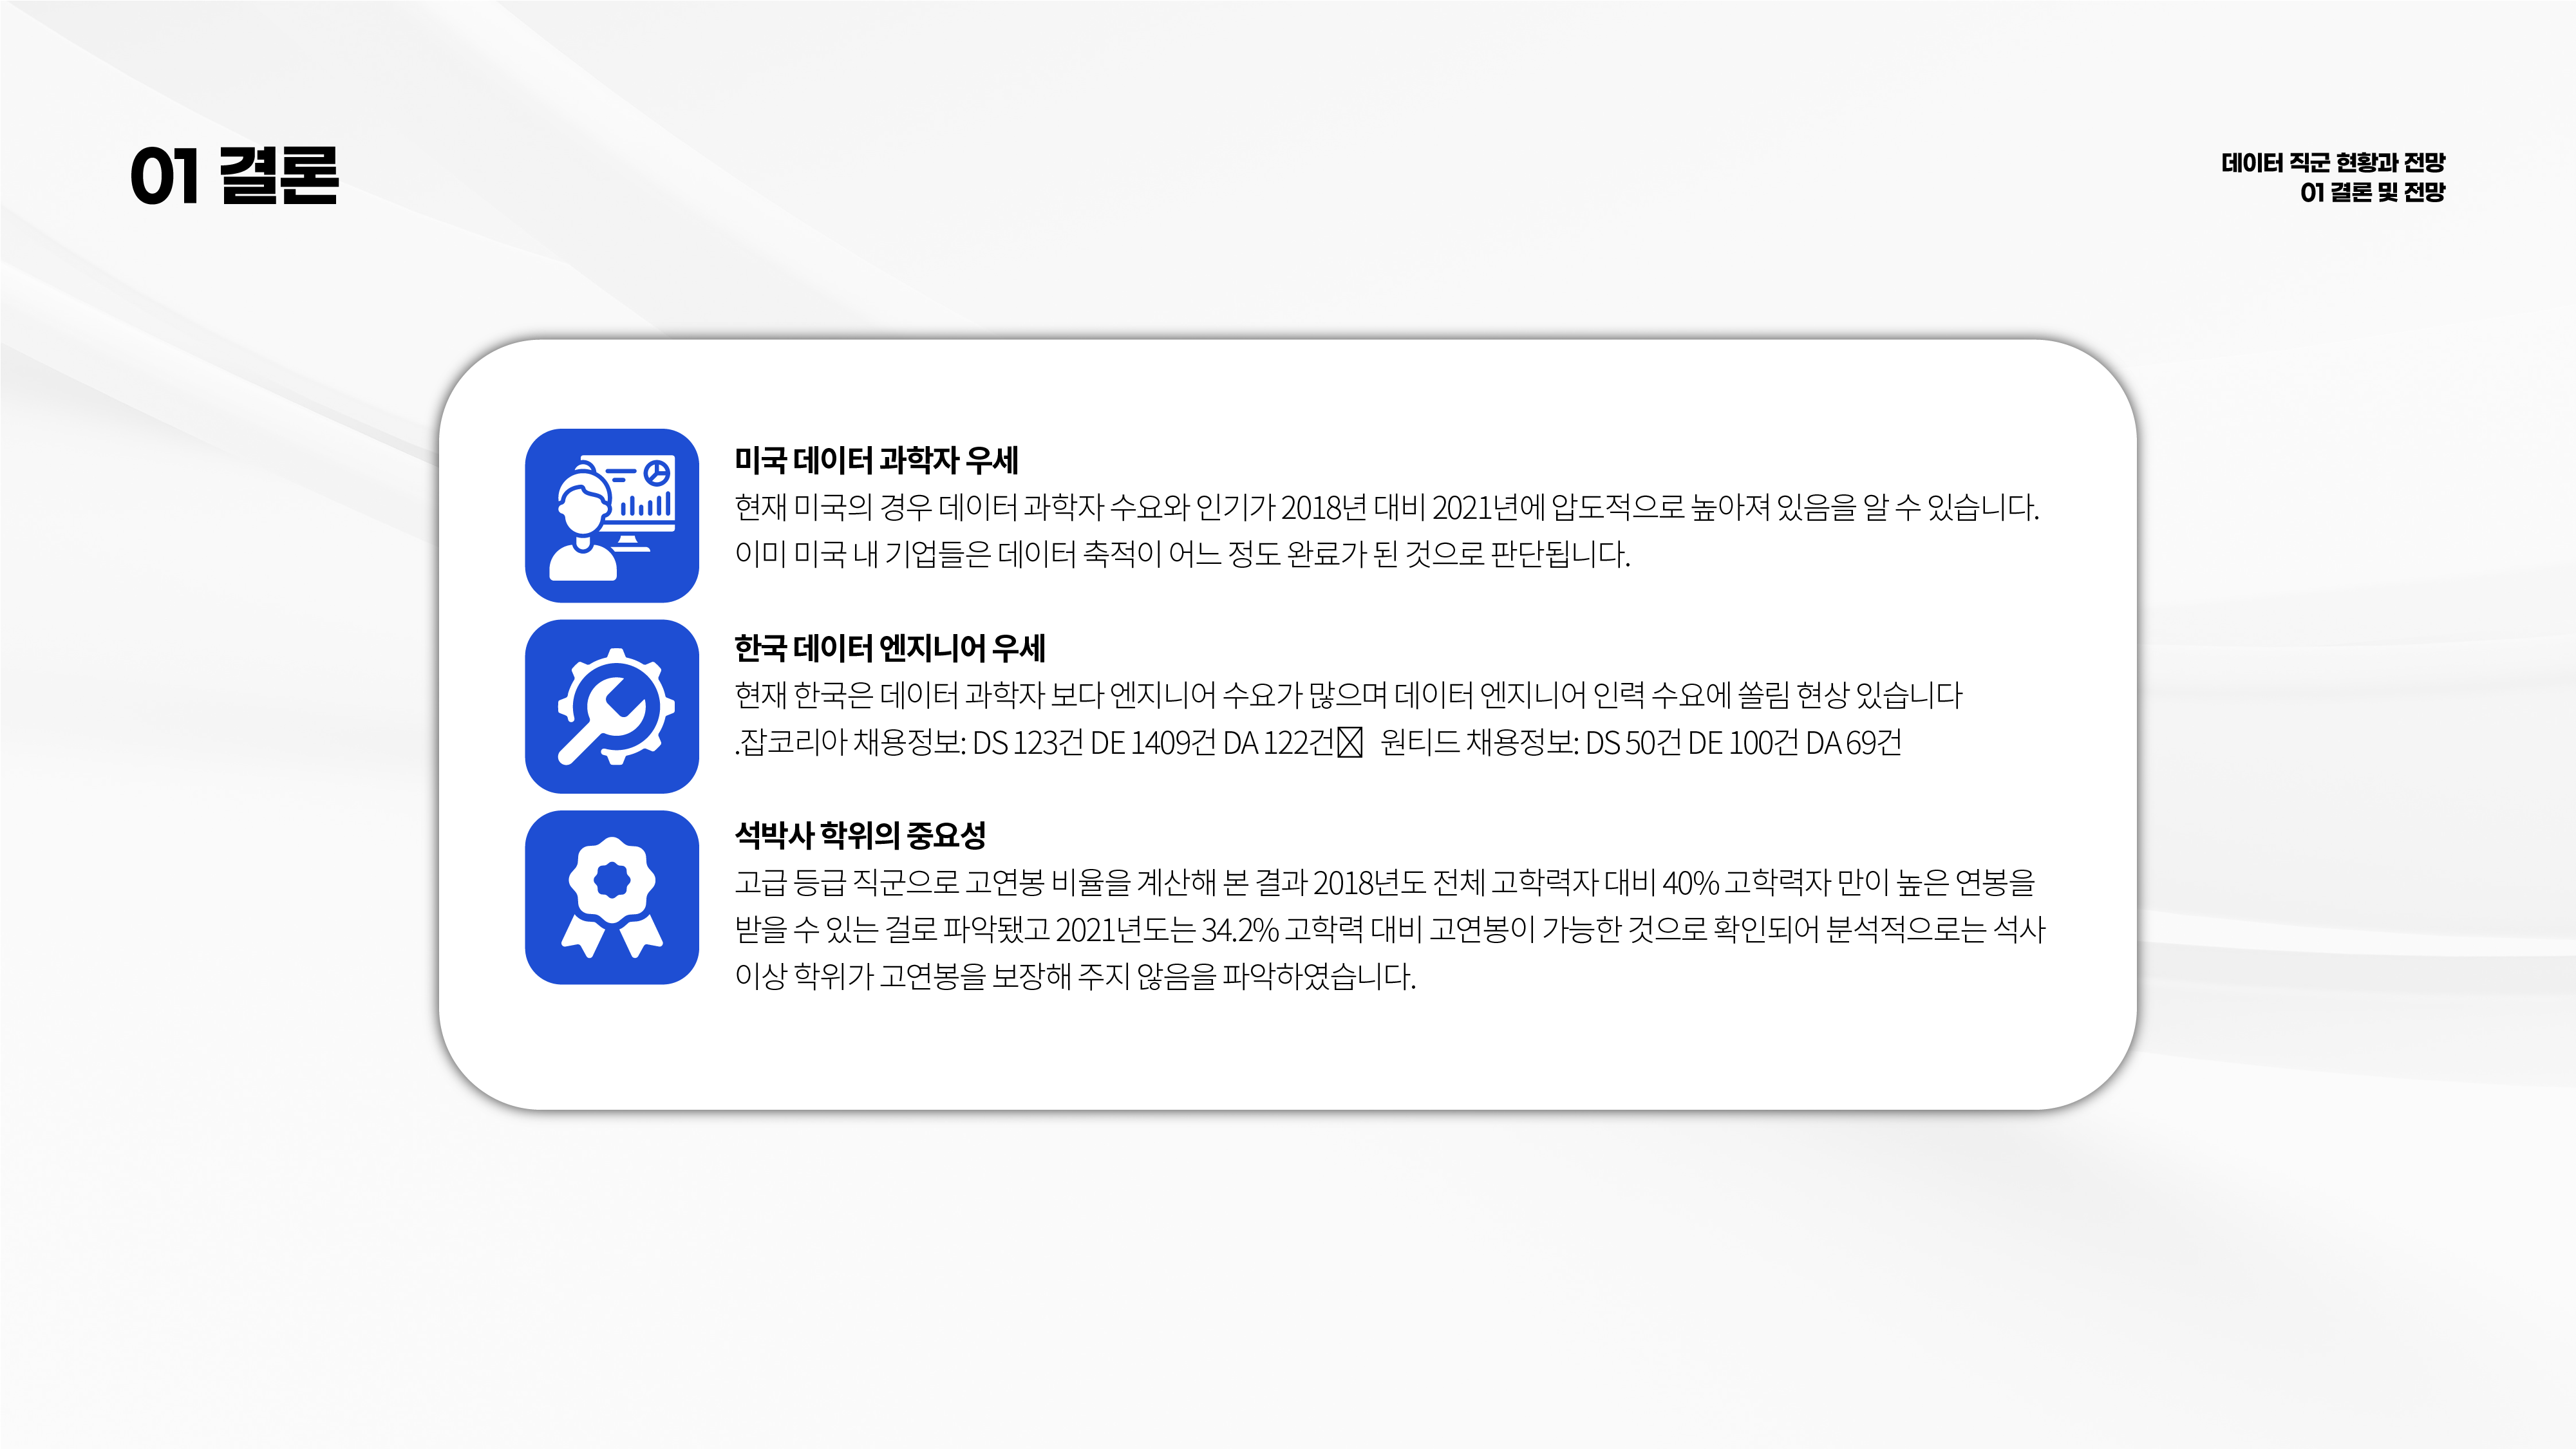 01 결론
데이터 직군 현황과 전망
01 결론 및 전망
미국 데이터 과학자 우세
현재 미국의 경우 데이터 과학자 수요와 인기가 2018년 대비 2021년에 압도적으로 높아져 있음을 알 수 있습니다.
이미 미국 내 기업들은 데이터 축적이 어느 정도 완료가 된 것으로 판단됩니다.
한국 데이터 엔지니어 우세
현재 한국은 데이터 과학자 보다 엔지니어 수요가 많으며 데이터 엔지니어 인력 수요에 쏠림 현상 있습니다
.잡코리아 채용정보: DS 123건 DE 1409건 DA 122건 원티드 채용정보: DS 50건 DE 100건 DA 69건
석박사 학위의 중요성
고급 등급 직군으로 고연봉 비율을 계산해 본 결과 2018년도 전체 고학력자 대비 40% 고학력자 만이 높은 연봉을
받을 수 있는 걸로 파악됐고 2021년도는 34.2% 고학력 대비 고연봉이 가능한 것으로 확인되어 분석적으로는 석사
이상 학위가 고연봉을 보장해 주지 않음을 파악하였습니다.